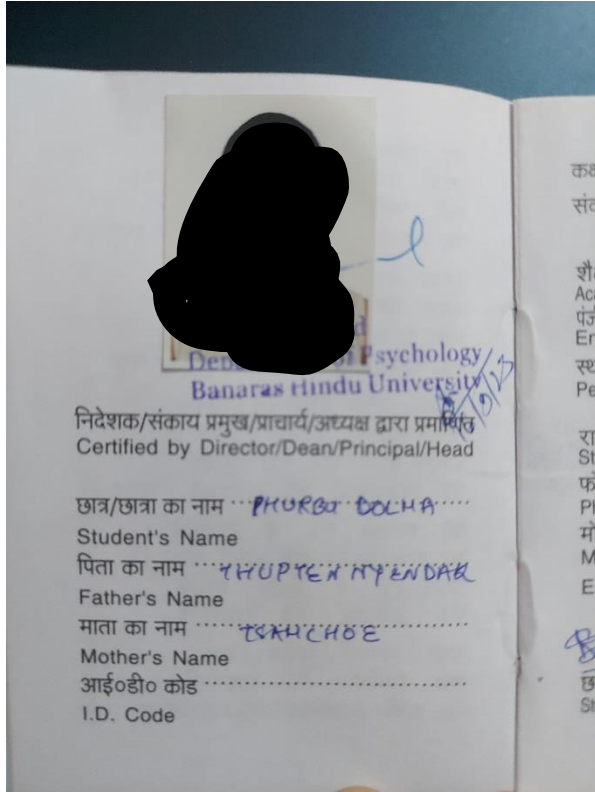 Psychology
Banaras Hindu University
निदेशक/संकाय प्रमुख/प्राचार्य/अध्यक्ष द्वारा प्रमाणित
Certified by Director/Dean/Principal/Head
छात्र/छात्रा का नाम PHURBU DOLMA
Student's Name
पिता का नाम THUPTEN NYENDAK
Father's Name
माता का नाम TSAMCHOE
Mother's Name
आई०डी० कोड
I.D. Code